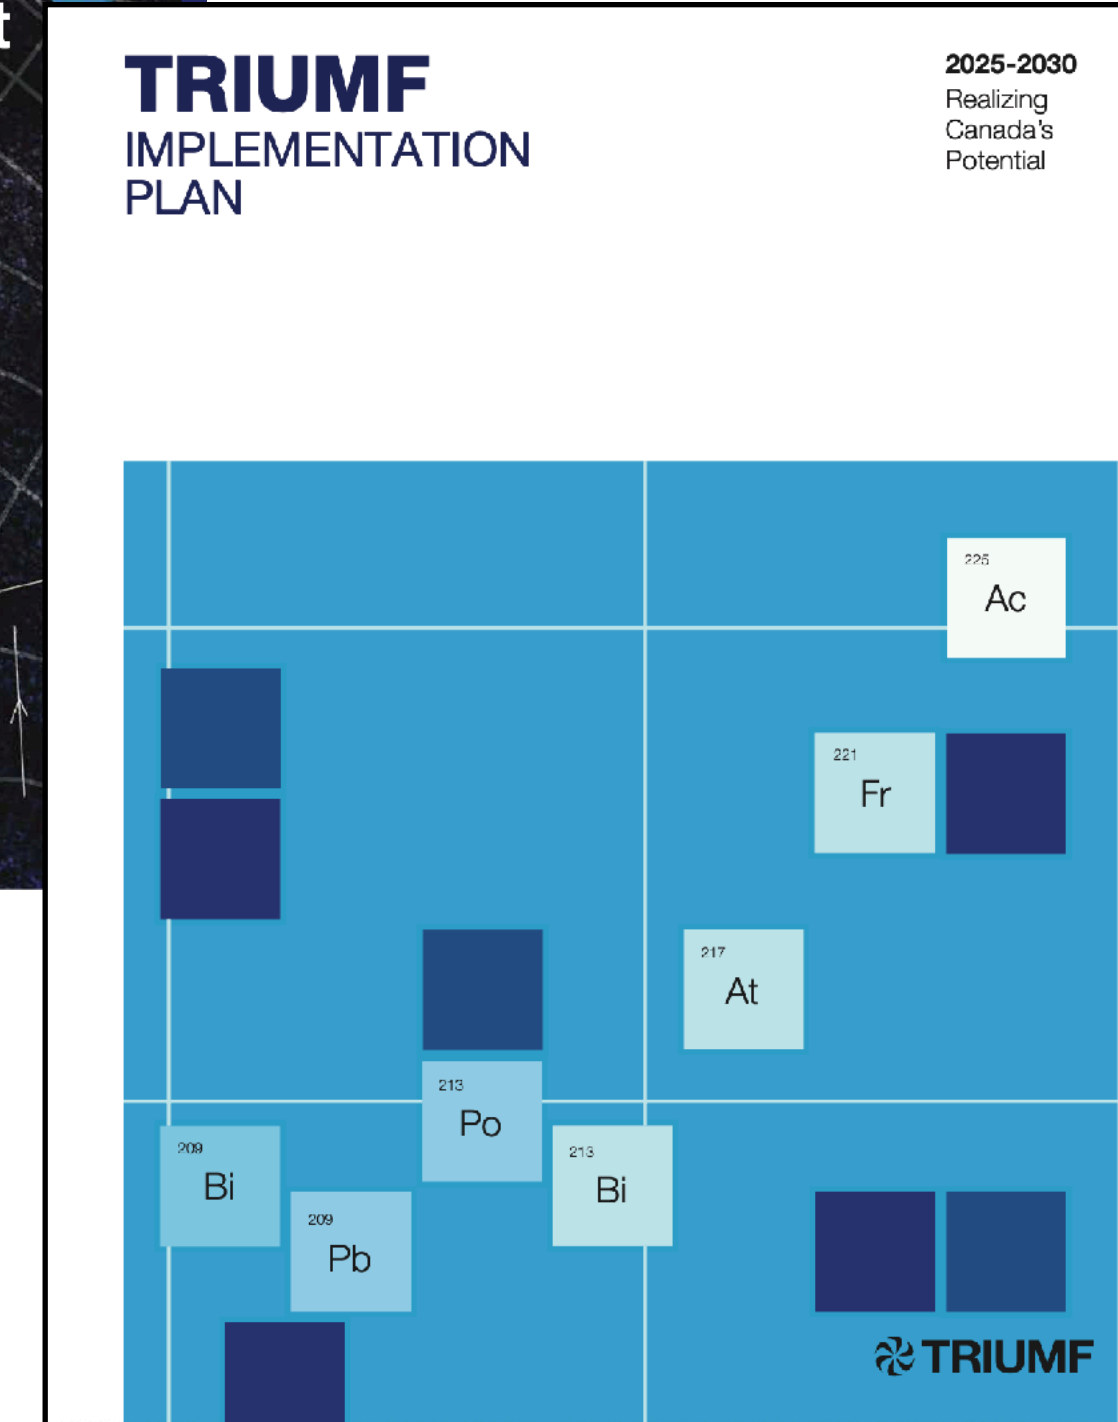 t
TRIUMF
IMPLEMENTATION
PLAN
2025-2030
Realizing
Canada's
Potential
225
Ac
221
Fr
217
At
213
Po
209
Bi
213
Bi
209
Pb
TRIUMF